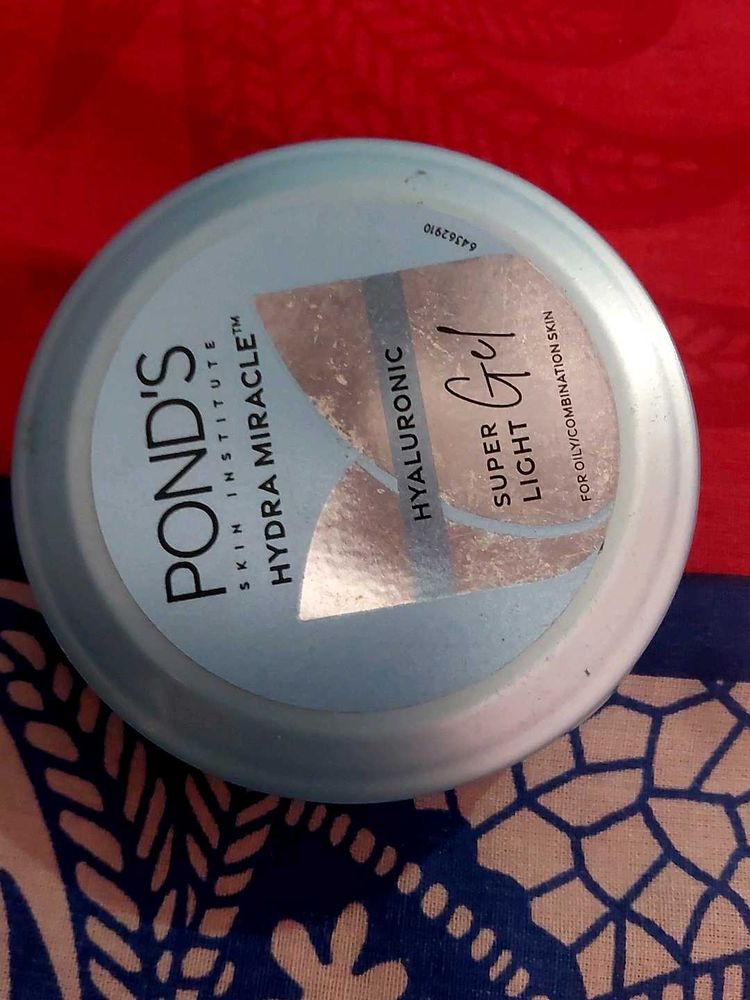 POND'S
SKIN INSTITUTE
HYDRA MIRACLE™
HYALURONIC
SUPER
LIGHT Gel
FOR OILY/COMBINATION SKIN
64362910